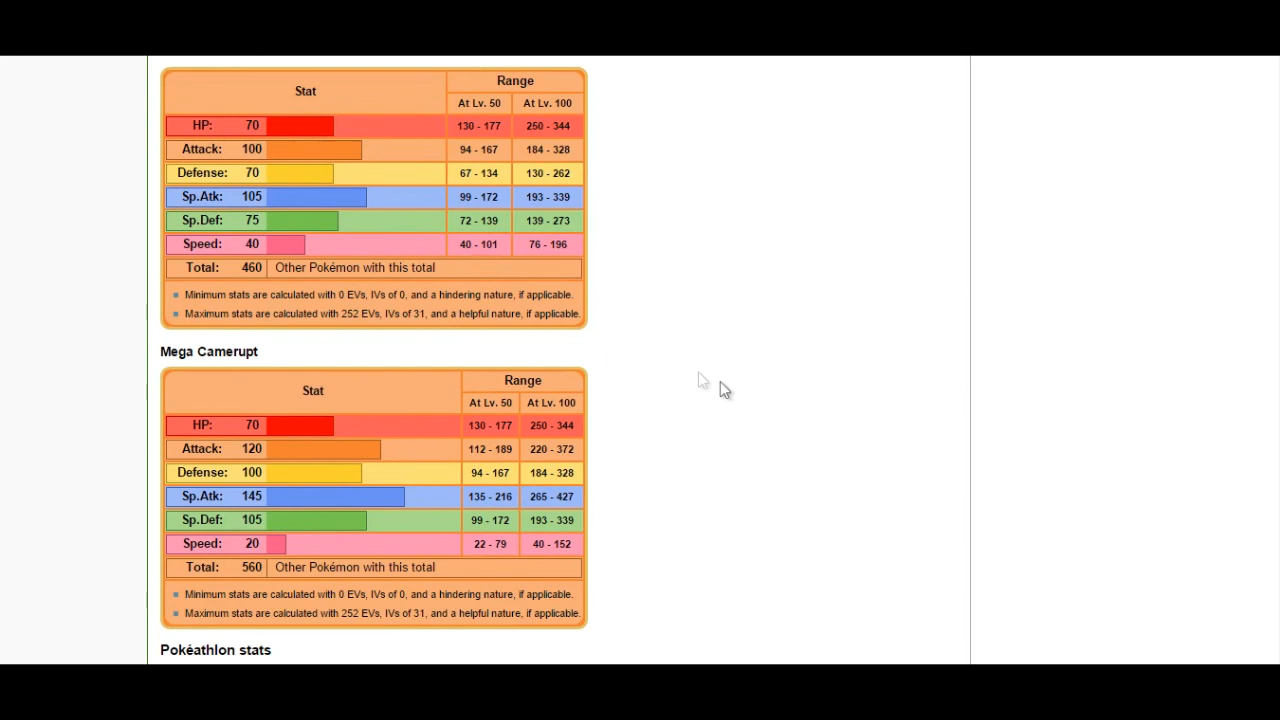 Stat Range
At Lv. 50 At Lv. 100
HP: 70 130 - 177 250 - 344
Attack: 100 94 - 167 184 - 328
Defense: 70 67 - 134 130 - 262
Sp.Atk: 105 99 - 172 193 - 339
Sp.Def: 75 72 - 139 139 - 273
Speed: 40 40 - 101 76 - 196
Total: 460 Other Pokémon with this total
Minimum stats are calculated with 0 EVs, IVs of 0, and a hindering nature, if applicable.
Maximum stats are calculated with 252 EVs, IVs of 31, and a helpful nature, if applicable.
Mega Camerupt
Stat Range
At Lv. 50 At Lv. 100
HP: 70 130 - 177 250 - 344
Attack: 120 112 - 189 220 - 372
Defense: 100 94 - 167 184 - 328
Sp.Atk: 145 135 - 216 265 - 427
Sp.Def: 105 99 - 172 193 - 339
Speed: 20 22 - 79 40 - 152
Total: 560 Other Pokémon with this total
Minimum stats are calculated with 0 EVs, IVs of 0, and a hindering nature, if applicable.
Maximum stats are calculated with 252 EVs, IVs of 31, and a helpful nature, if applicable.
Pokéathlon stats